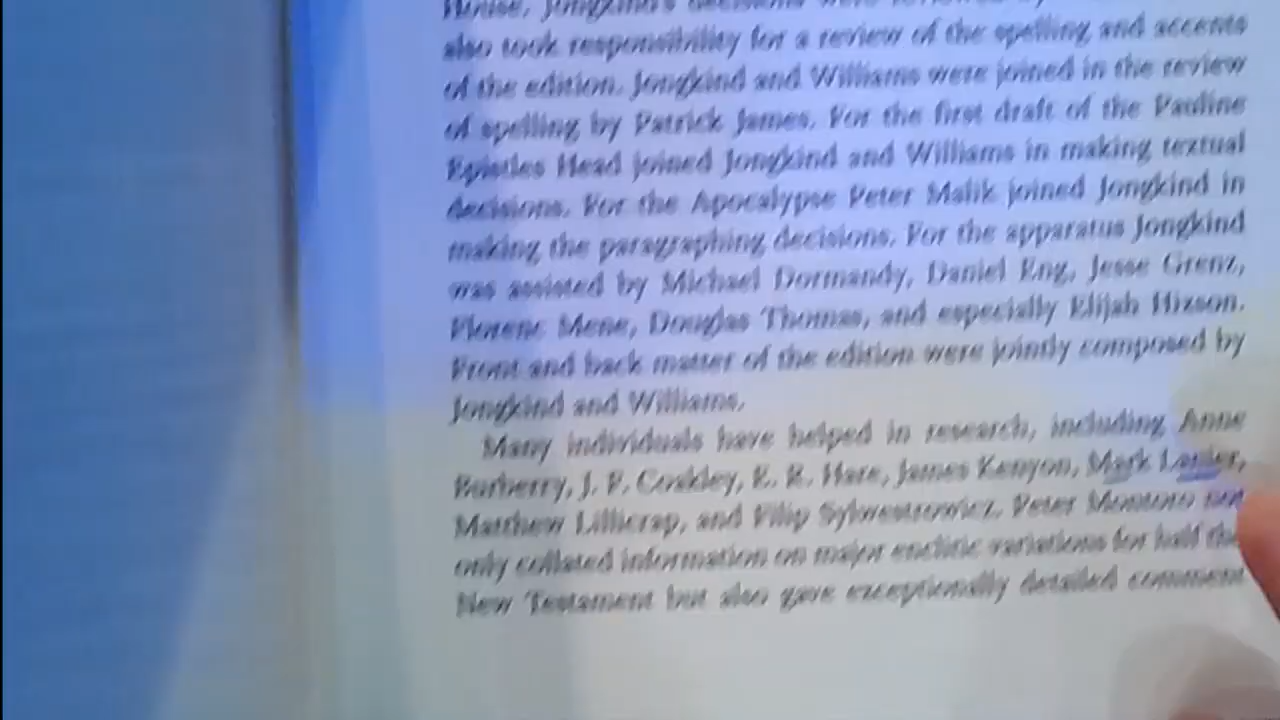 also took responsibility for a review of the spelling and accents
of the edition. Jongkind and Williams were joined in the review
of spelling by Patrick James. For the first draft of the Pauline
Epistles Head joined Jongkind and Williams in making textual
decisions. For the Apocalypse Peter Malik joined Jongkind in
making the paragraphing decisions. For the apparatus Jongkind
was assisted by Michael Dormandy, Daniel Eng, Jesse Grenz,
Mene, Douglas Thomas, and especially Elijah Hixson.
Front and back matter of the edition were jointly composed by
Jongkind and Williams.
Many individuals have helped in research, including Anne
Burberry, J. F. Coakley, Hare, James Kenyon, Mark Lanier,
Matthew Lillicrap, and Filip Peter
only collated information on major enclitic variations for half the
New Testament but also gave exceptionally detailed comment